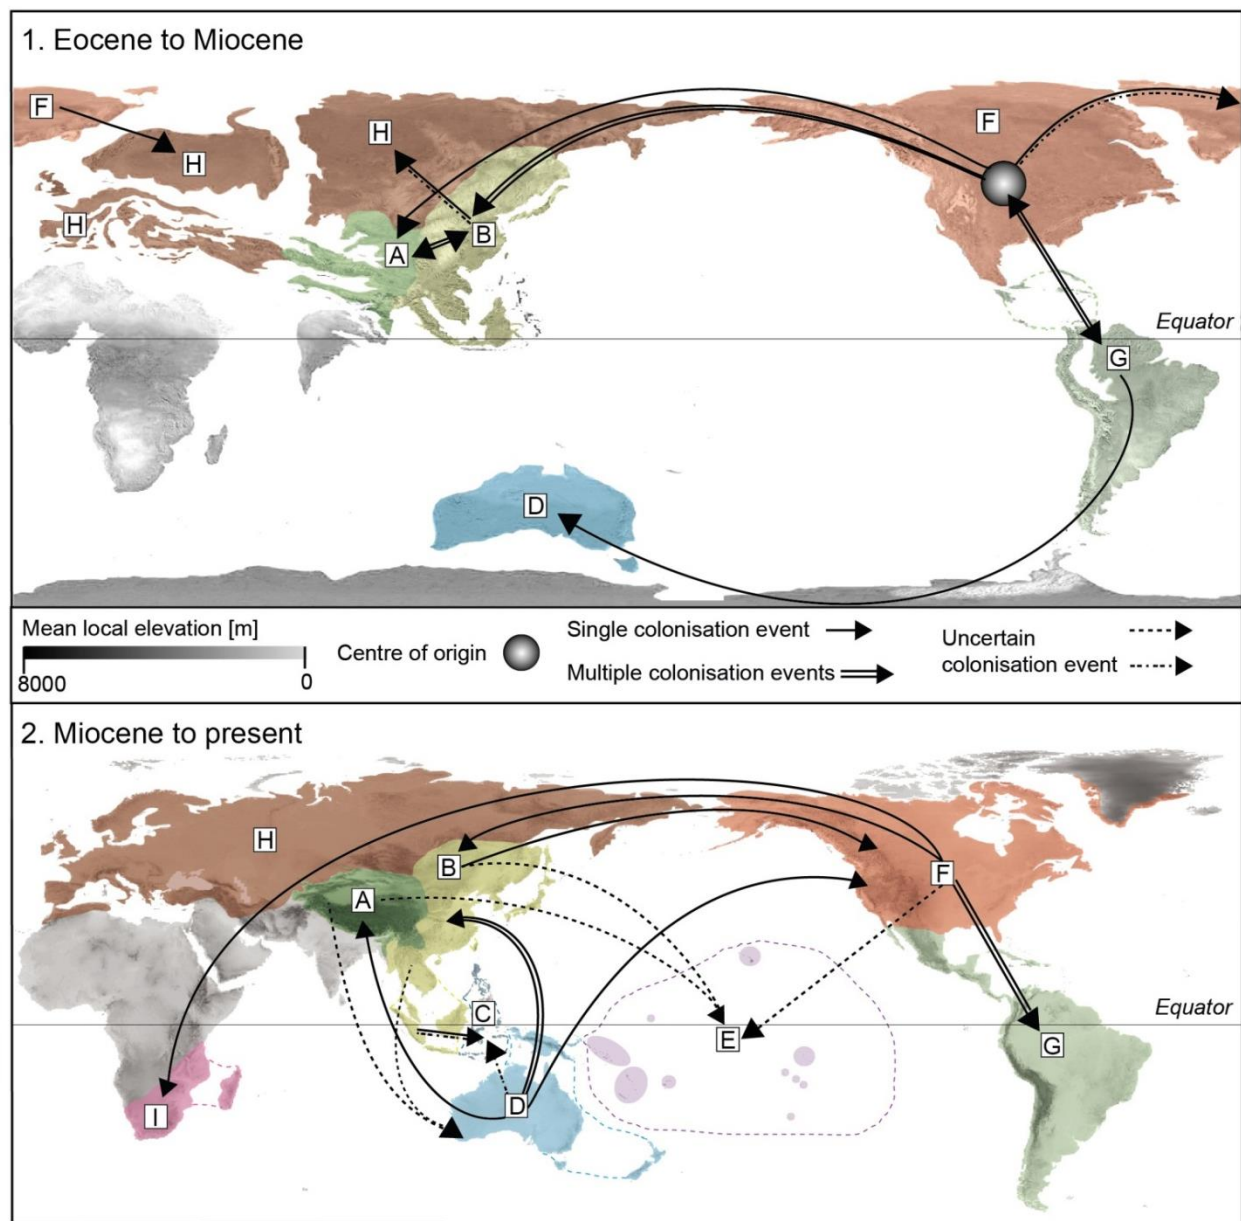 1. Eocene to Miocene
F
F
H
H
H
B
A
Equator
G
D
Mean local elevation [m]
8000 0
Centre of origin
Single colonisation event
Multiple colonisation events
Uncertain
colonisation event
2. Miocene to present
H
B
F
A
Equator
C
E
G
D
I